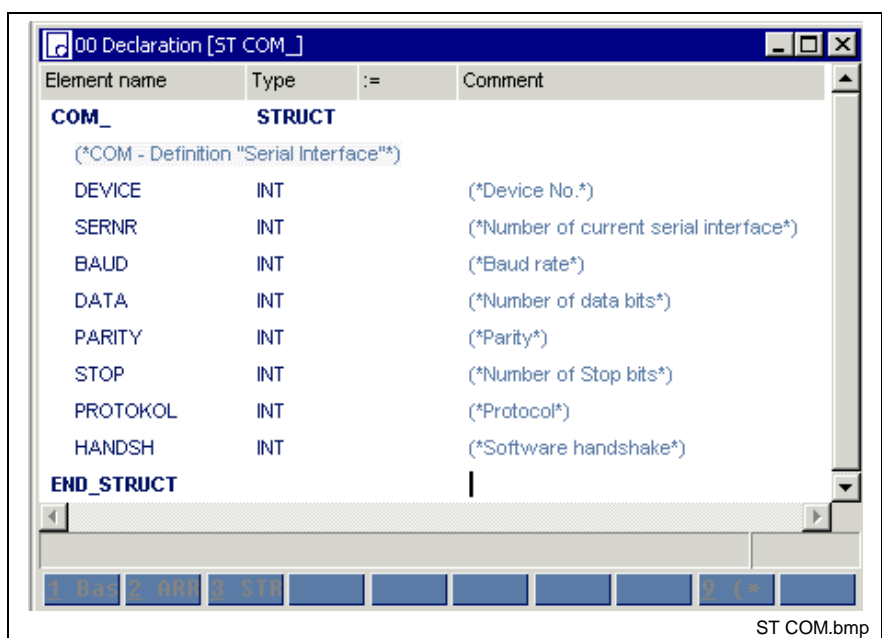 00 Declaration [ST COM_]
Element name Type := Comment
COM_ STRUCT
(*COM - Definition "Serial Interface"*)
DEVICE INT (*Device No.*)
SERNR INT (*Number of current serial interface*)
BAUD INT (*Baud rate*)
DATA INT (*Number of data bits*)
PARITY INT (*Parity*)
STOP INT (*Number of Stop bits*)
PROTOKOL INT (*Protocol*)
HANDSH INT (*Software handshake*)
END_STRUCT
1 Bas 2 ARR 3 STR 9 (*
ST COM.bmp